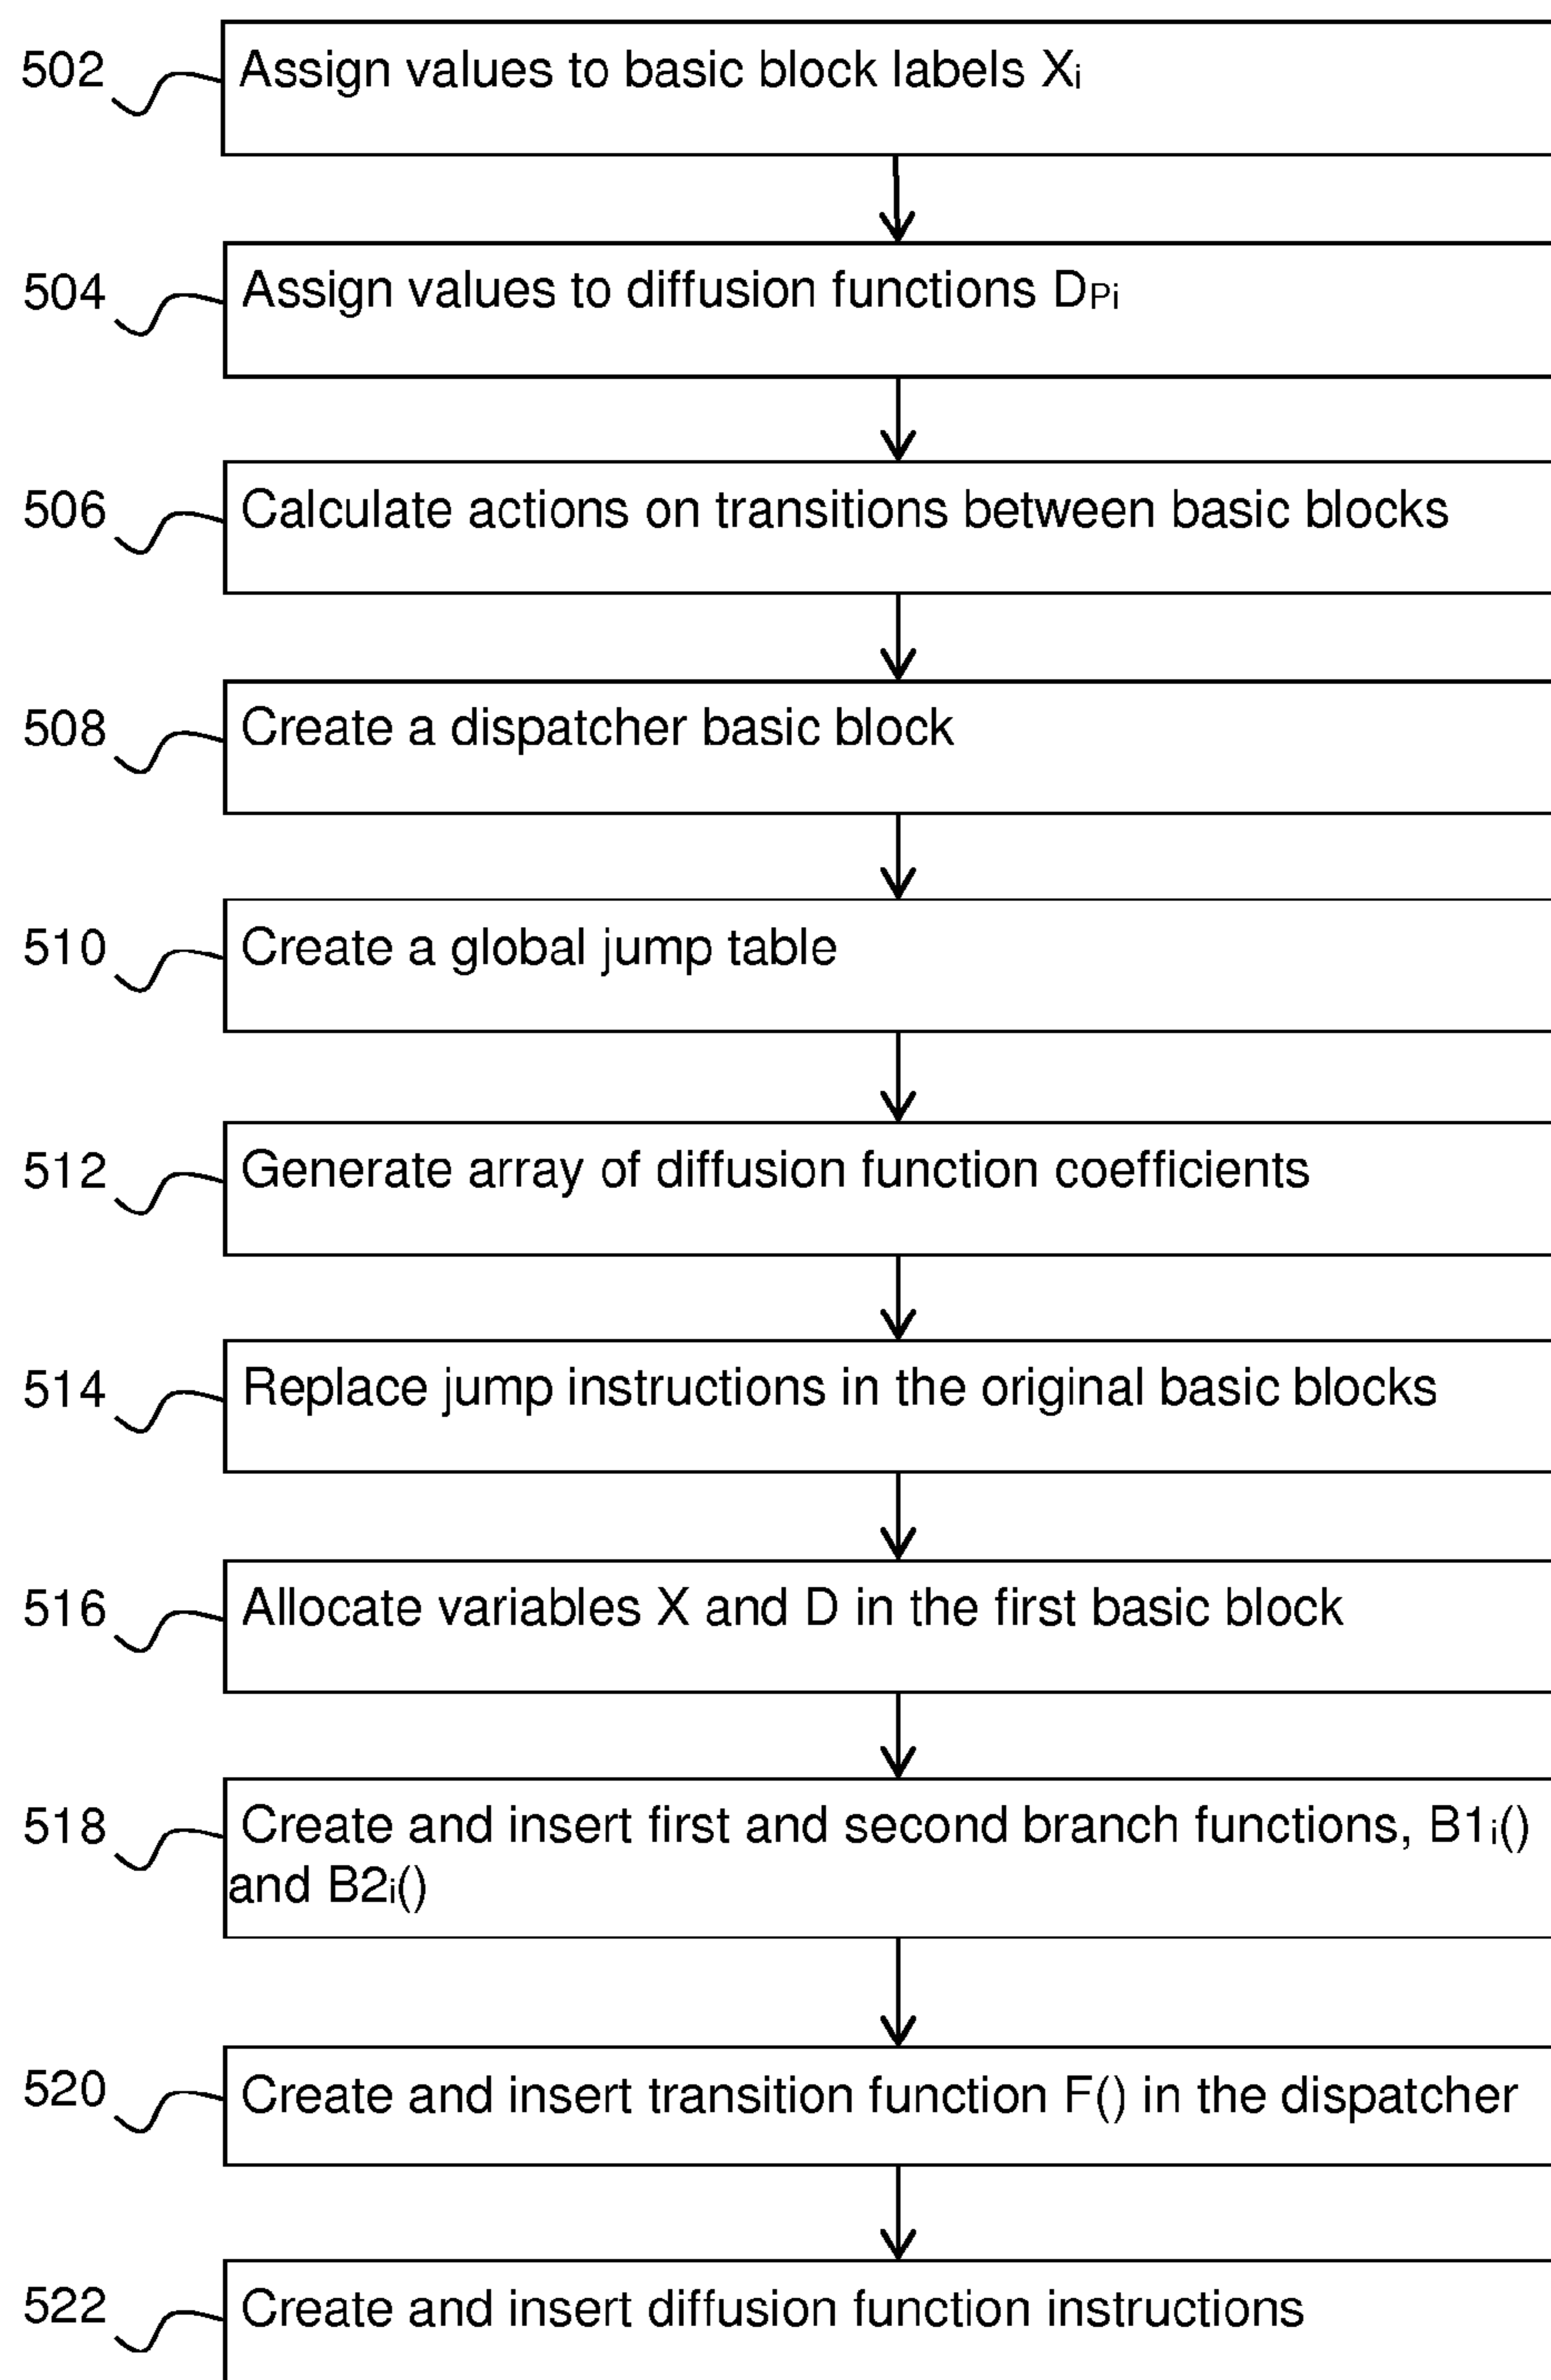 502 Assign values to basic block labels Xi
504 Assign values to diffusion functions DPi
506 Calculate actions on transitions between basic blocks
508 Create a dispatcher basic block
510 Create a global jump table
512 Generate array of diffusion function coefficients
514 Replace jump instructions in the original basic blocks
516 Allocate variables X and D in the first basic block
518 Create and insert first and second branch functions, B1i()
and B2i()
520 Create and insert transition function F() in the dispatcher
522 Create and insert diffusion function instructions